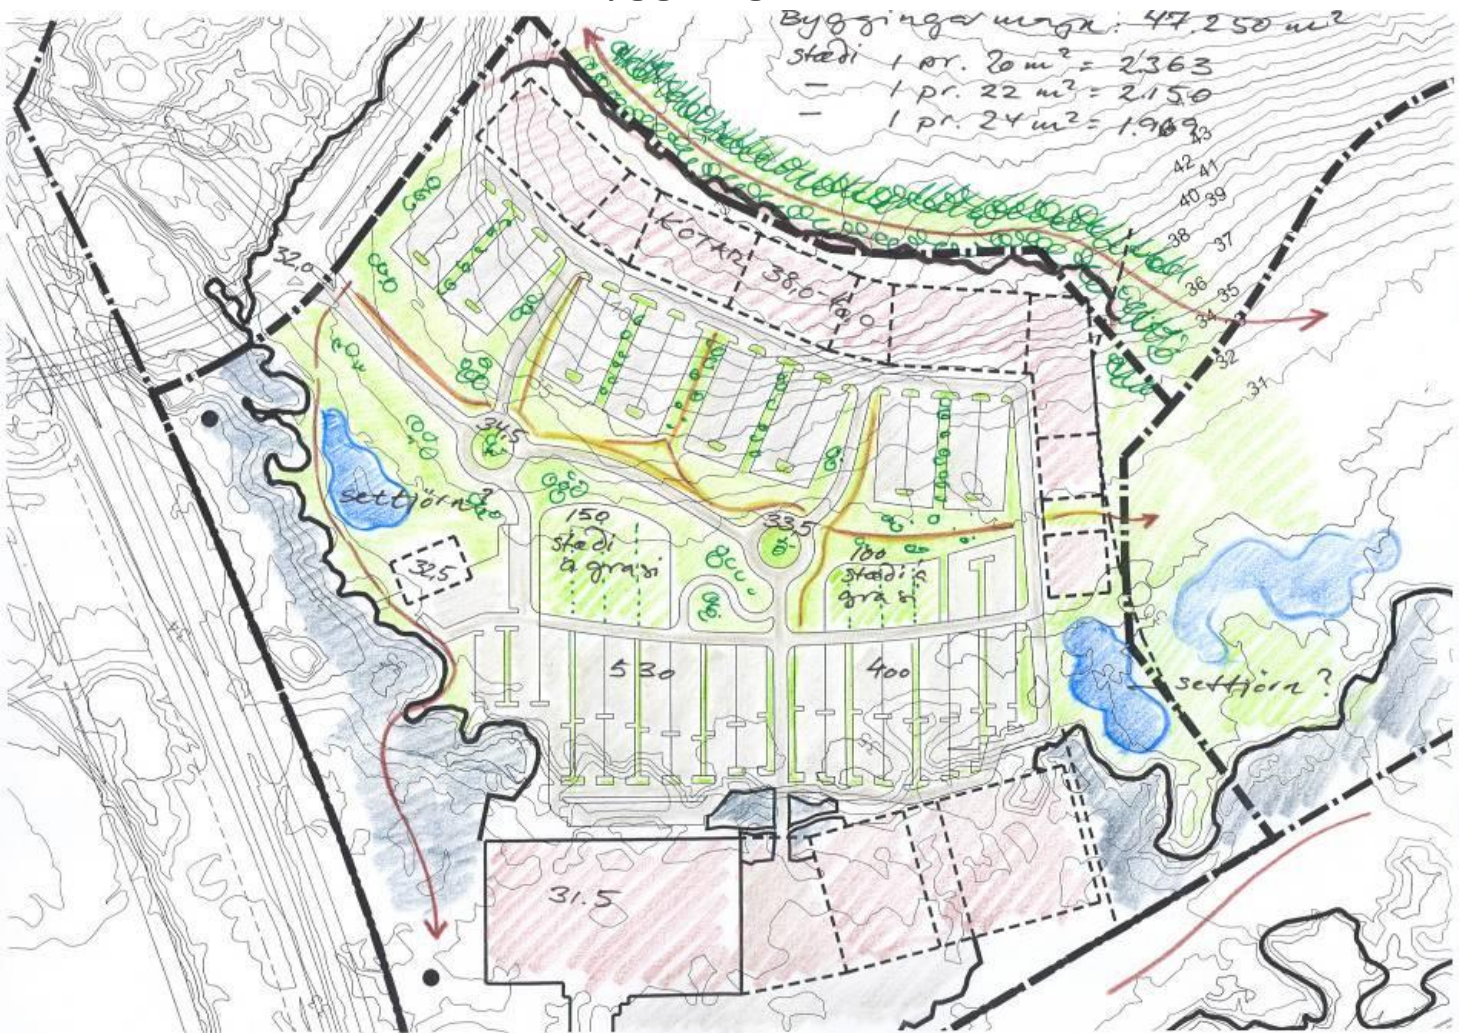 Byggingarmagn: 47.250 m²
stæði 1 pr. 20 m² = 2363
— 1 pr. 22 m² = 2.150
— 1 pr. 24 m² = 1.969
43
42
41
40
39
38
37
36
35
34
32
31
32.0
KÓTAR 38,0-40,0
34,5
settjörn?
150
stæði
á grasi
33,5
100
stæði á
grasi
32,5
530
400
settjörn?
31.5